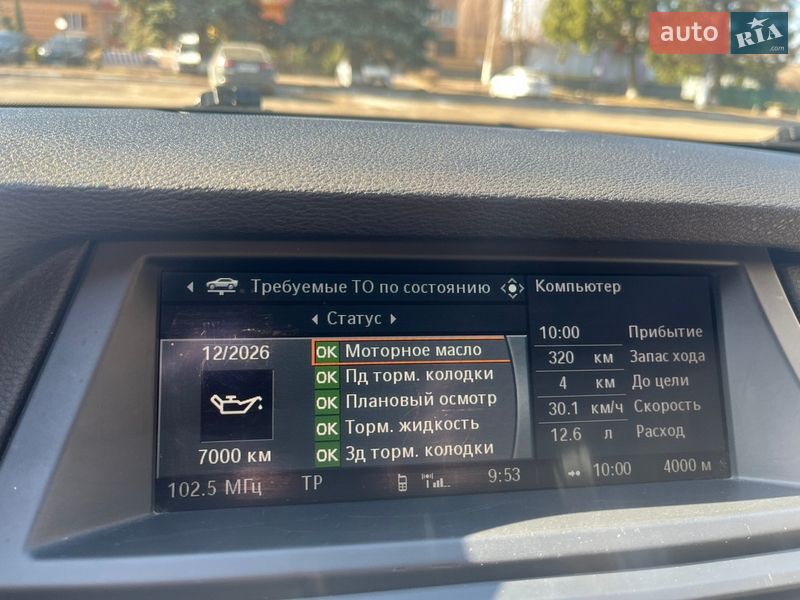 auto RIA .com
Требуемые ТО по состоянию
Статус
12/2026
7000 км
OK Моторное масло
OK Пд торм. колодки
OK Плановый осмотр
OK Торм. жидкость
OK Зд торм. колодки
Компьютер
10:00 Прибытие
320 км Запас хода
4 км До цели
30.1 км/ч Скорость
12.6 л Расход
102.5 МГц TP 9:53 10:00 4000 м